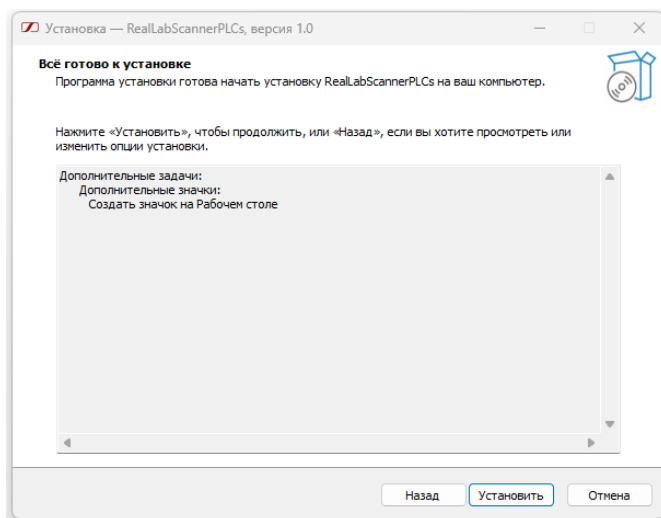 Установка — RealLabScannerPLCs, версия 1.0
Всё готово к установке
Программа установки готова начать установку RealLabScannerPLCs на ваш компьютер.
Нажмите «Установить», чтобы продолжить, или «Назад», если вы хотите просмотреть или
изменить опции установки.
Дополнительные задачи:
Дополнительные значки:
Создать значок на Рабочем столе
Назад
Установить
Отмена